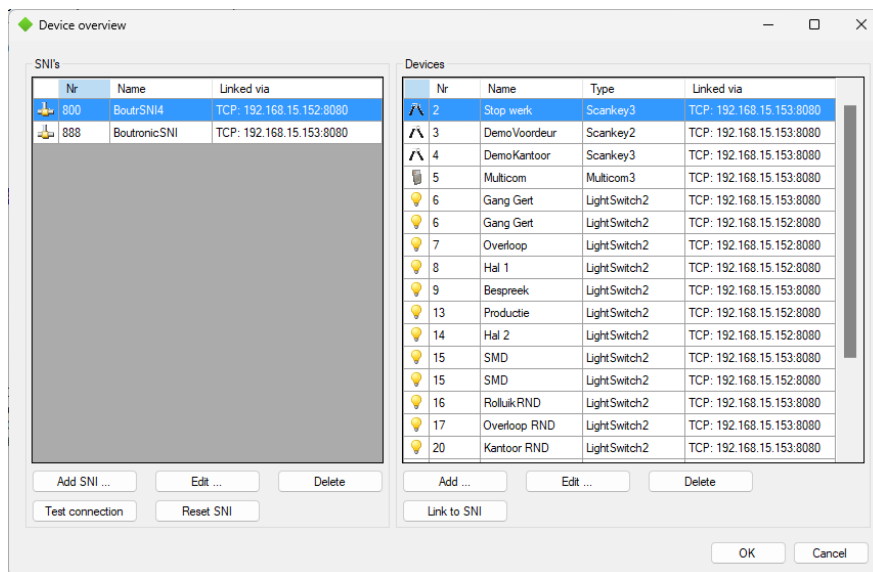 Device overview
SNI's
Nr Name Linked via
800 BoutrSNI4 TCP: 192.168.15.152:8080
888 BoutronicSNI TCP: 192.168.15.153:8080
Add SNI ... Edit ... Delete
Test connection Reset SNI
Devices
Nr Name Type Linked via
2 Stop werk Scankey3 TCP: 192.168.15.153:8080
3 DemoVoordeur Scankey2 TCP: 192.168.15.153:8080
4 DemoKantoor Scankey3 TCP: 192.168.15.153:8080
5 Multicom Multicom3 TCP: 192.168.15.153:8080
6 Gang Gert LightSwitch2 TCP: 192.168.15.153:8080
6 Gang Gert LightSwitch2 TCP: 192.168.15.152:8080
7 Overloop LightSwitch2 TCP: 192.168.15.152:8080
8 Hal 1 LightSwitch2 TCP: 192.168.15.152:8080
9 Bespreek LightSwitch2 TCP: 192.168.15.152:8080
13 Productie LightSwitch2 TCP: 192.168.15.152:8080
14 Hal 2 LightSwitch2 TCP: 192.168.15.152:8080
15 SMD LightSwitch2 TCP: 192.168.15.153:8080
15 SMD LightSwitch2 TCP: 192.168.15.152:8080
16 RolluikRND LightSwitch2 TCP: 192.168.15.153:8080
17 Overloop RND LightSwitch2 TCP: 192.168.15.153:8080
20 Kantoor RND LightSwitch2 TCP: 192.168.15.153:8080
Add ... Edit ... Delete
Link to SNI
OK Cancel